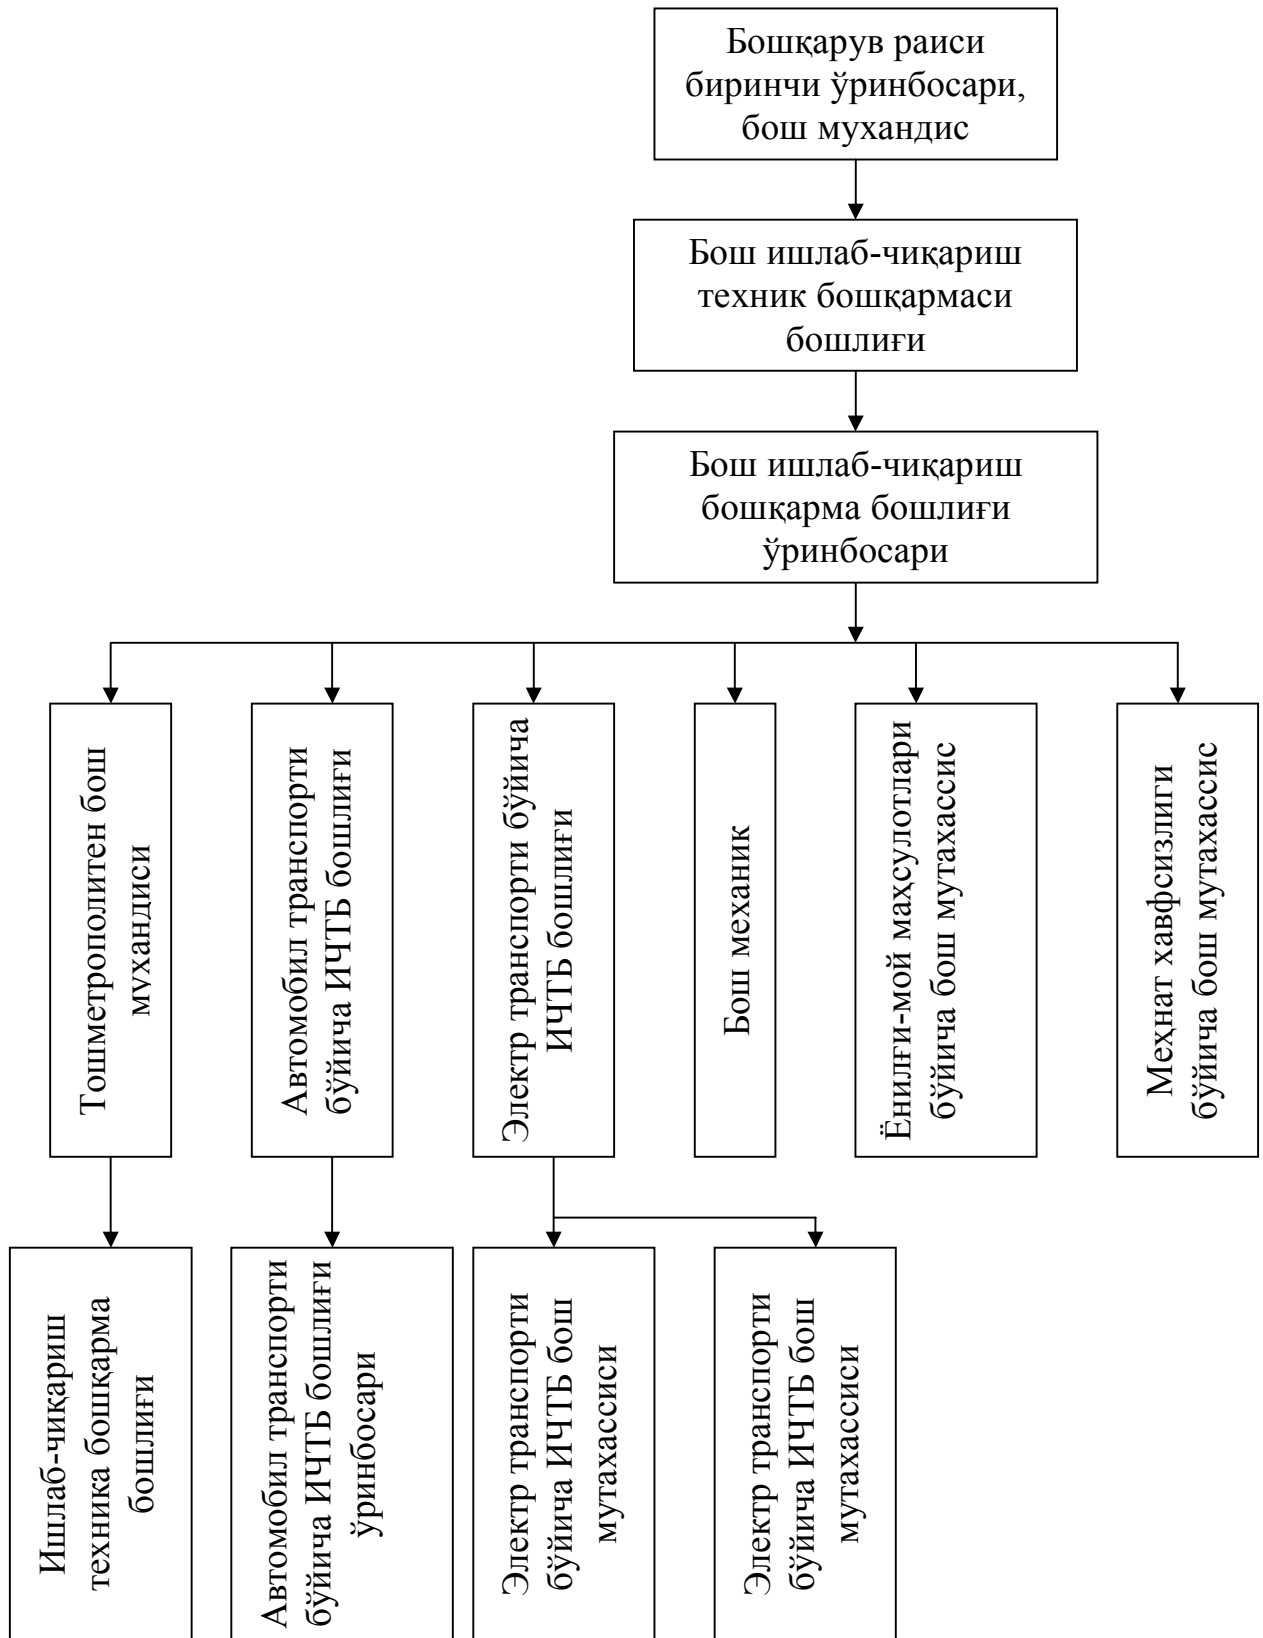 Бошқарув раиси
биринчи ўринбосари,
бош мухандис
Бош ишлаб-чиқариш
техник бошқармаси
бошлиғи
Бош ишлаб-чиқариш
бошқарма бошлиғи
ўринбосари
Тошметрополитен бош
мухандиси
Автомобил транспорти
бўйича ИЧТБ бошлиғи
Электр транспорти бўйича
ИЧТБ бошлиғи
Бош механик
Ёнилғи-мой маҳсулотлари
бўйича бош мутахассис
Меҳнат хавфсизлиги
бўйича бош мутахассис
Ишлаб-чиқариш
техника бошқарма
бошлиғи
Автомобил транспорти
бўйича ИЧТБ бошлиғи
ўринбосари
Электр транспорти
бўйича ИЧТБ бош
мутахассиси
Электр транспорти
бўйича ИЧТБ бош
мутахассиси